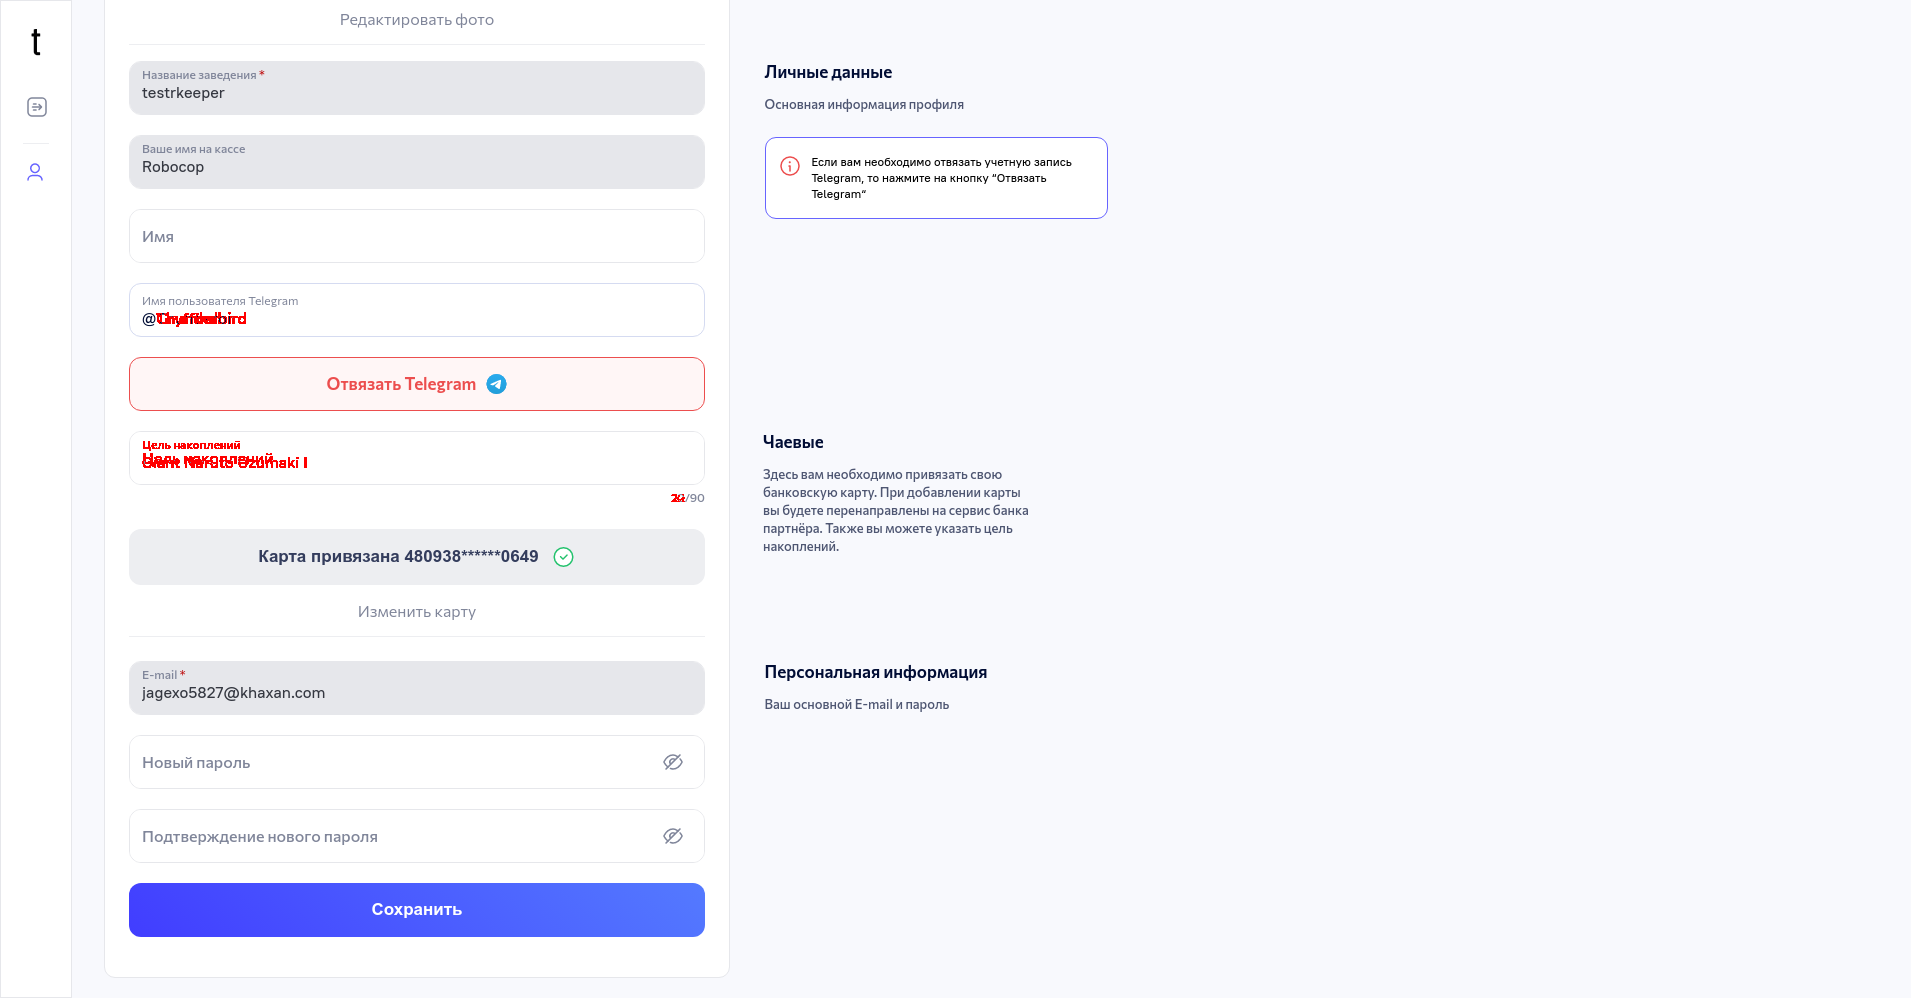 t
Редактировать фото
Название заведения *
testrkeeper
Ваше имя на кассе
Robocop
Имя
Имя пользователя Telegram
Отвязать Telegram
Цель накоплений
/90
Карта привязана 480938******0649
Изменить карту
E-mail *
jagexo5827@khaxan.com
Новый пароль
Подтверждение нового пароля
Сохранить
Личные данные
Основная информация профиля
Если вам необходимо отвязать учетную запись
Telegram, то нажмите на кнопку “Отвязать
Telegram”
Чаевые
Здесь вам необходимо привязать свою
банковскую карту. При добавлении карты
вы будете перенаправлены на сервис банка
партнёра. Также вы можете указать цель
накоплений.
Персональная информация
Ваш основной E-mail и пароль